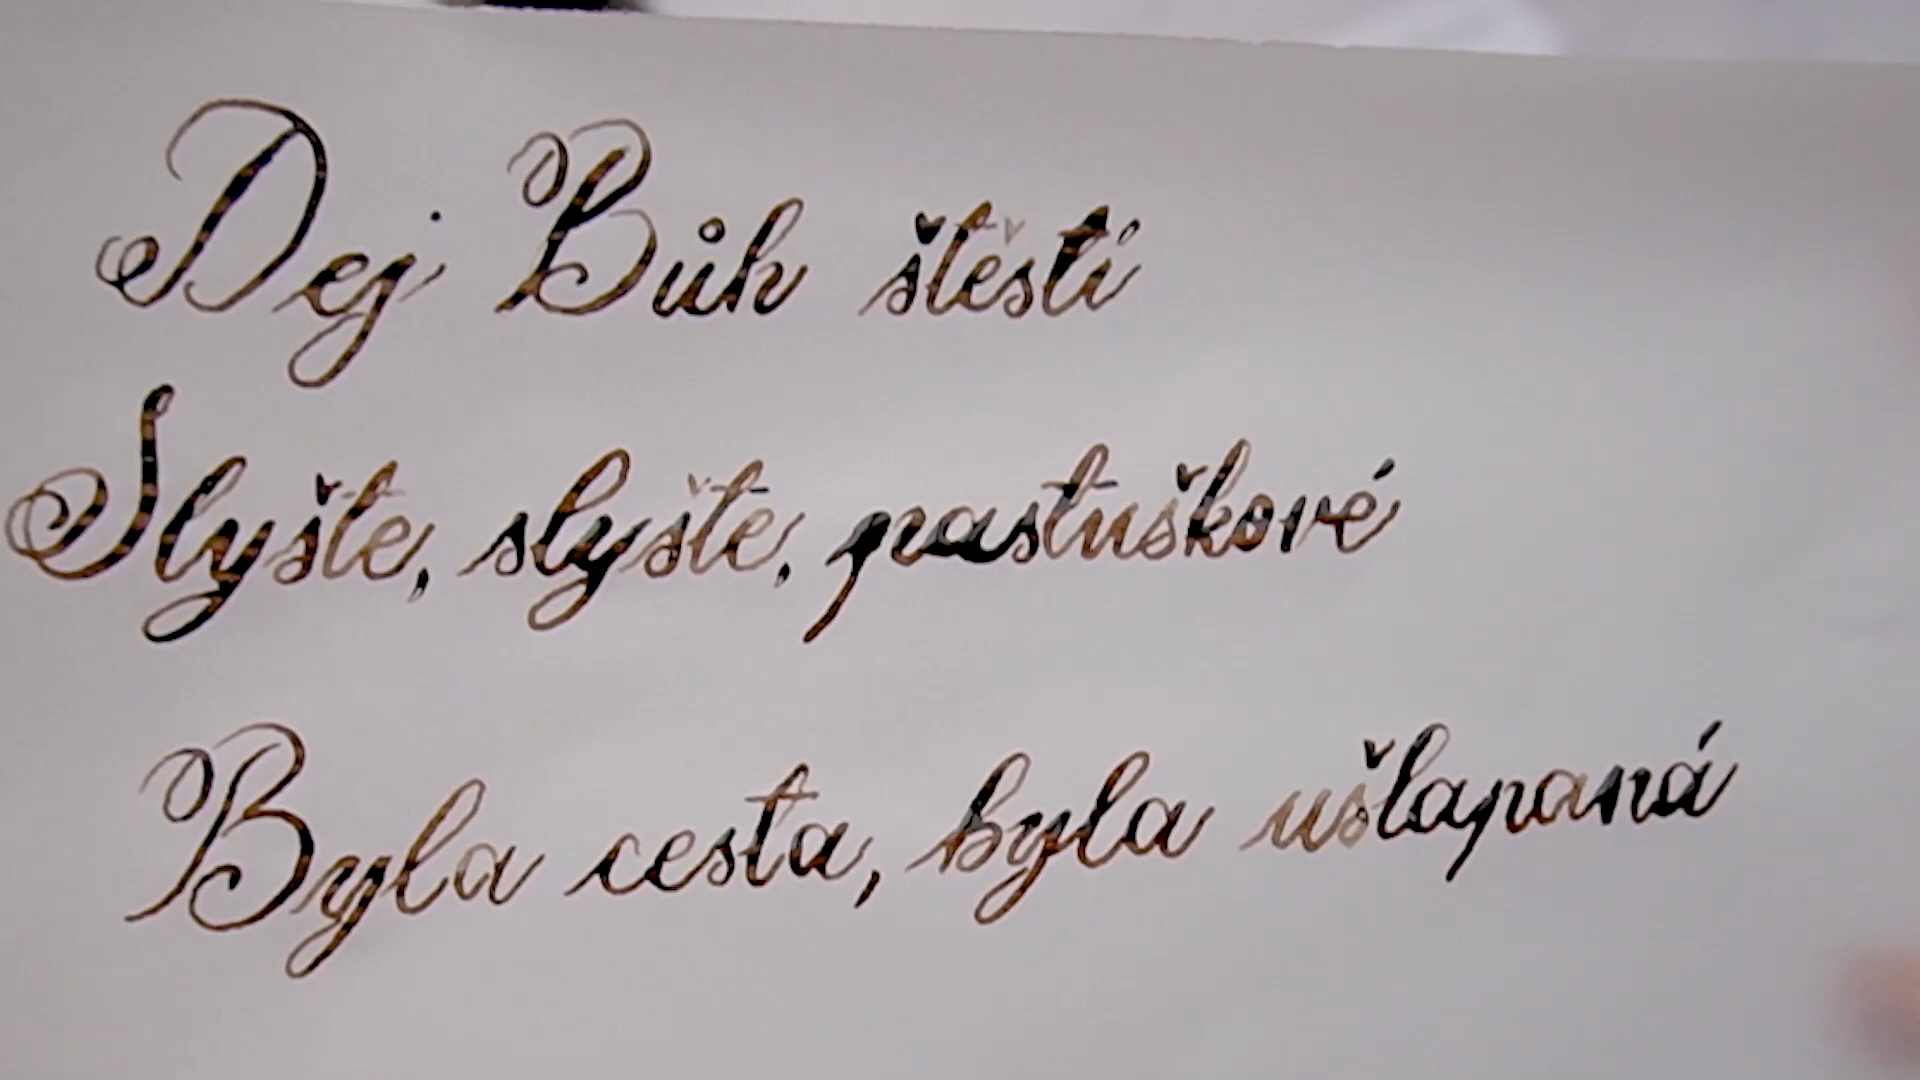 Dej Bůh štěstí
Slyšte, slyšte, pastuškové
Byla cesta, byla ušlapaná